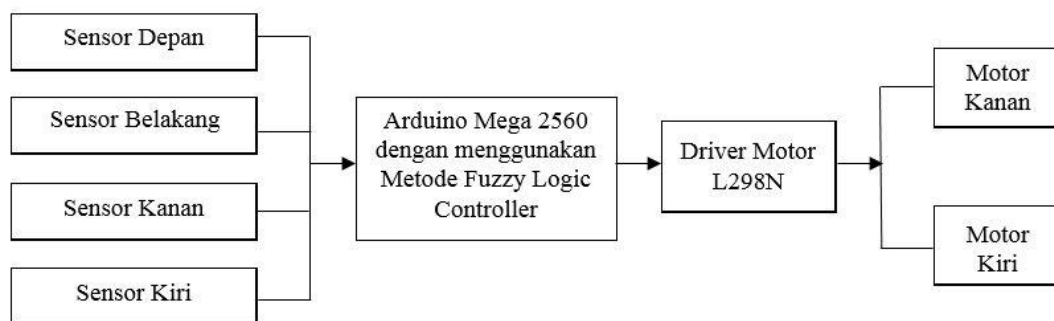 Sensor Depan
Sensor Belakang
Sensor Kanan
Sensor Kiri
Arduino Mega 2560
dengan menggunakan
Metode Fuzzy Logic
Controller
Driver Motor
L298N
Motor
Kanan
Motor
Kiri